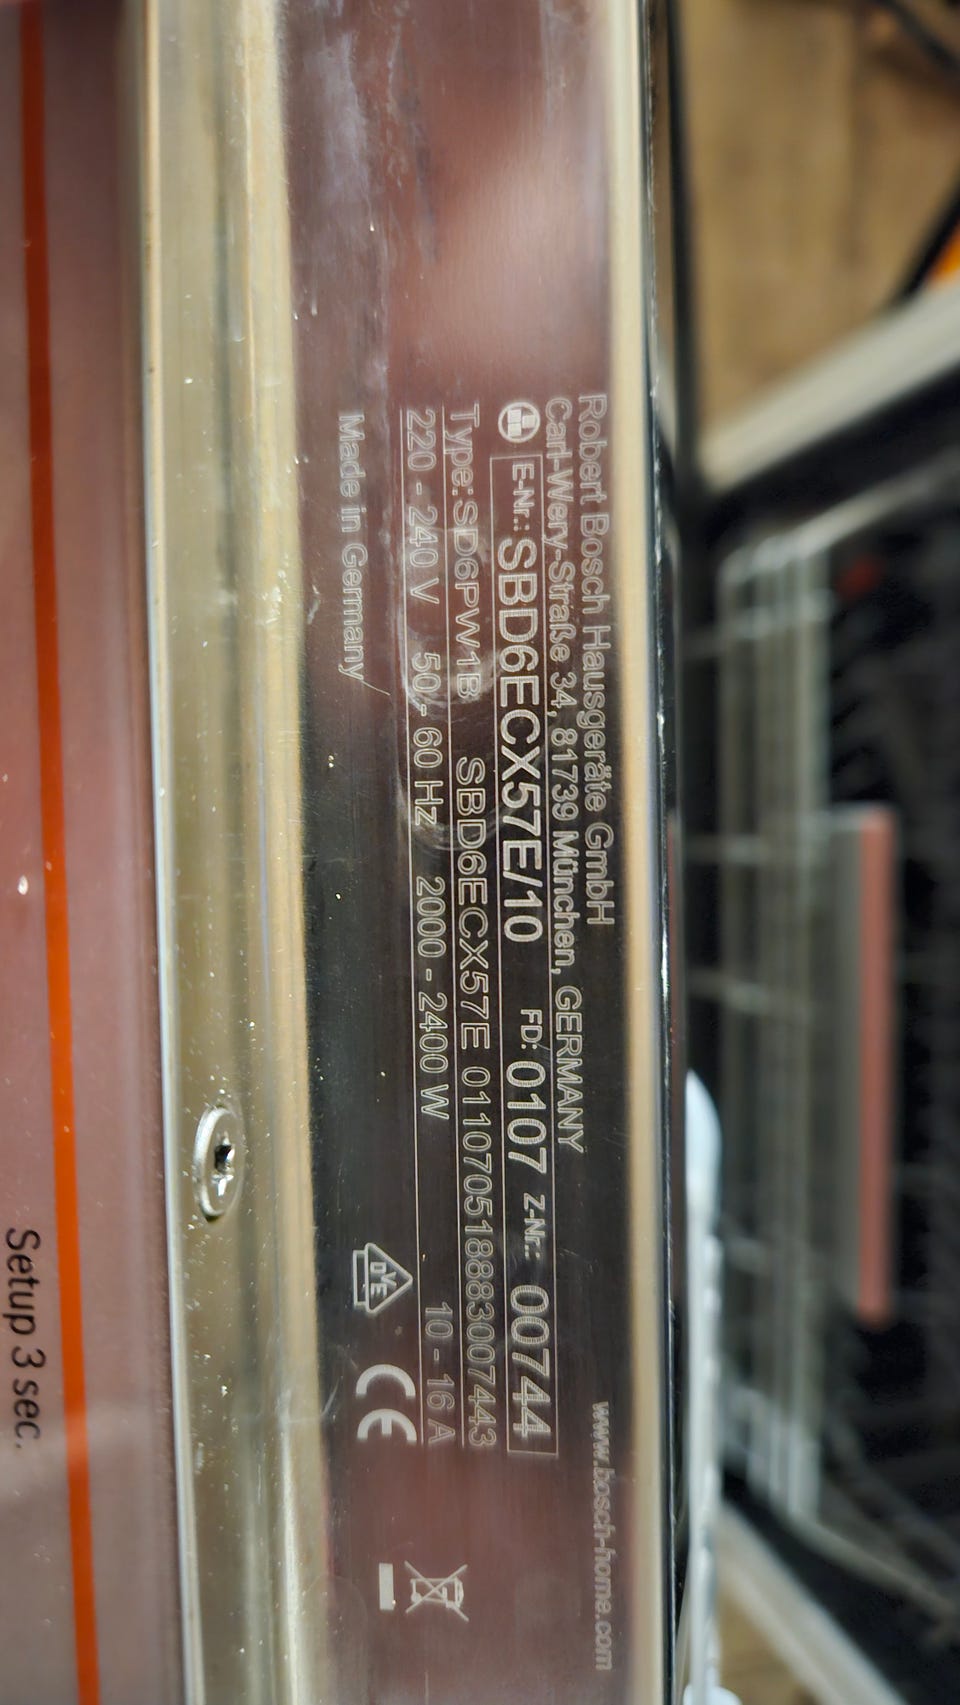 Robert Bosch Hausgeräte GmbH www.bosch-home.com
Carl-Wery-Straße 34, 81739 München, GERMANY
E-Nr.: SBD6ECX57E/10 FD: 0107 Z-Nr.: 00744
Type: SD6PW1B SBD6ECX57E 011070518883007443
220 - 240 V 50 - 60 Hz 2000 - 2400 W 10 - 16 A
Made in Germany
DVE
CE
Setup 3 sec.